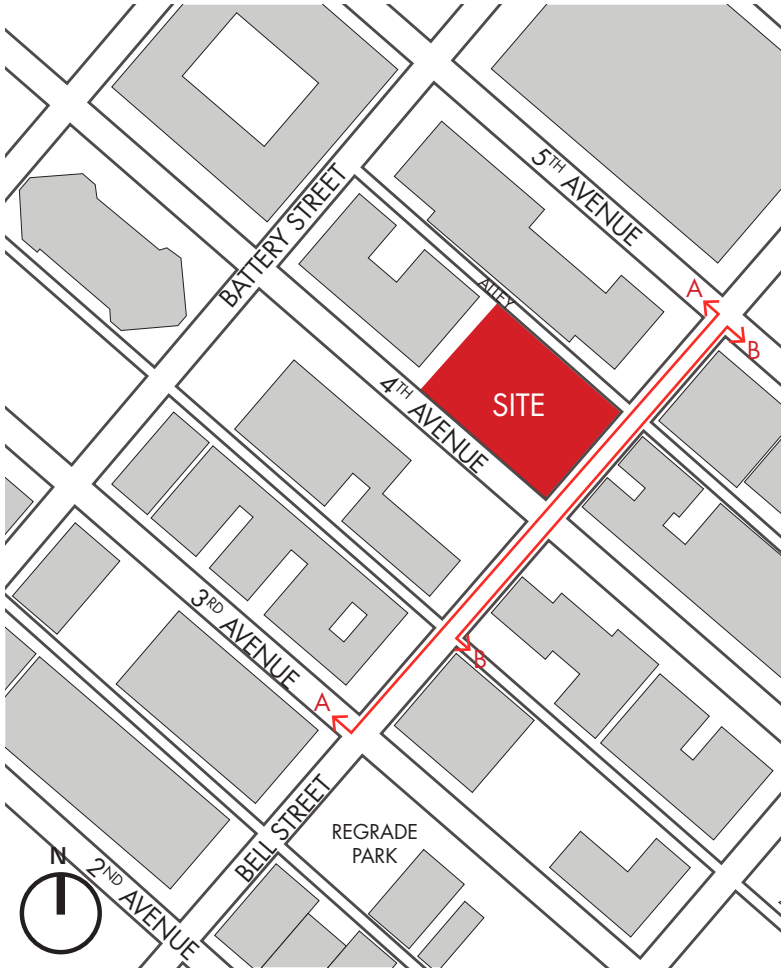 5TH AVENUE
BATTERY STREET
ALLEY
A
B
SITE
4TH AVENUE
3RD AVENUE
B
A
BELL STREET
REGRADE
PARK
N
2ND AVENUE